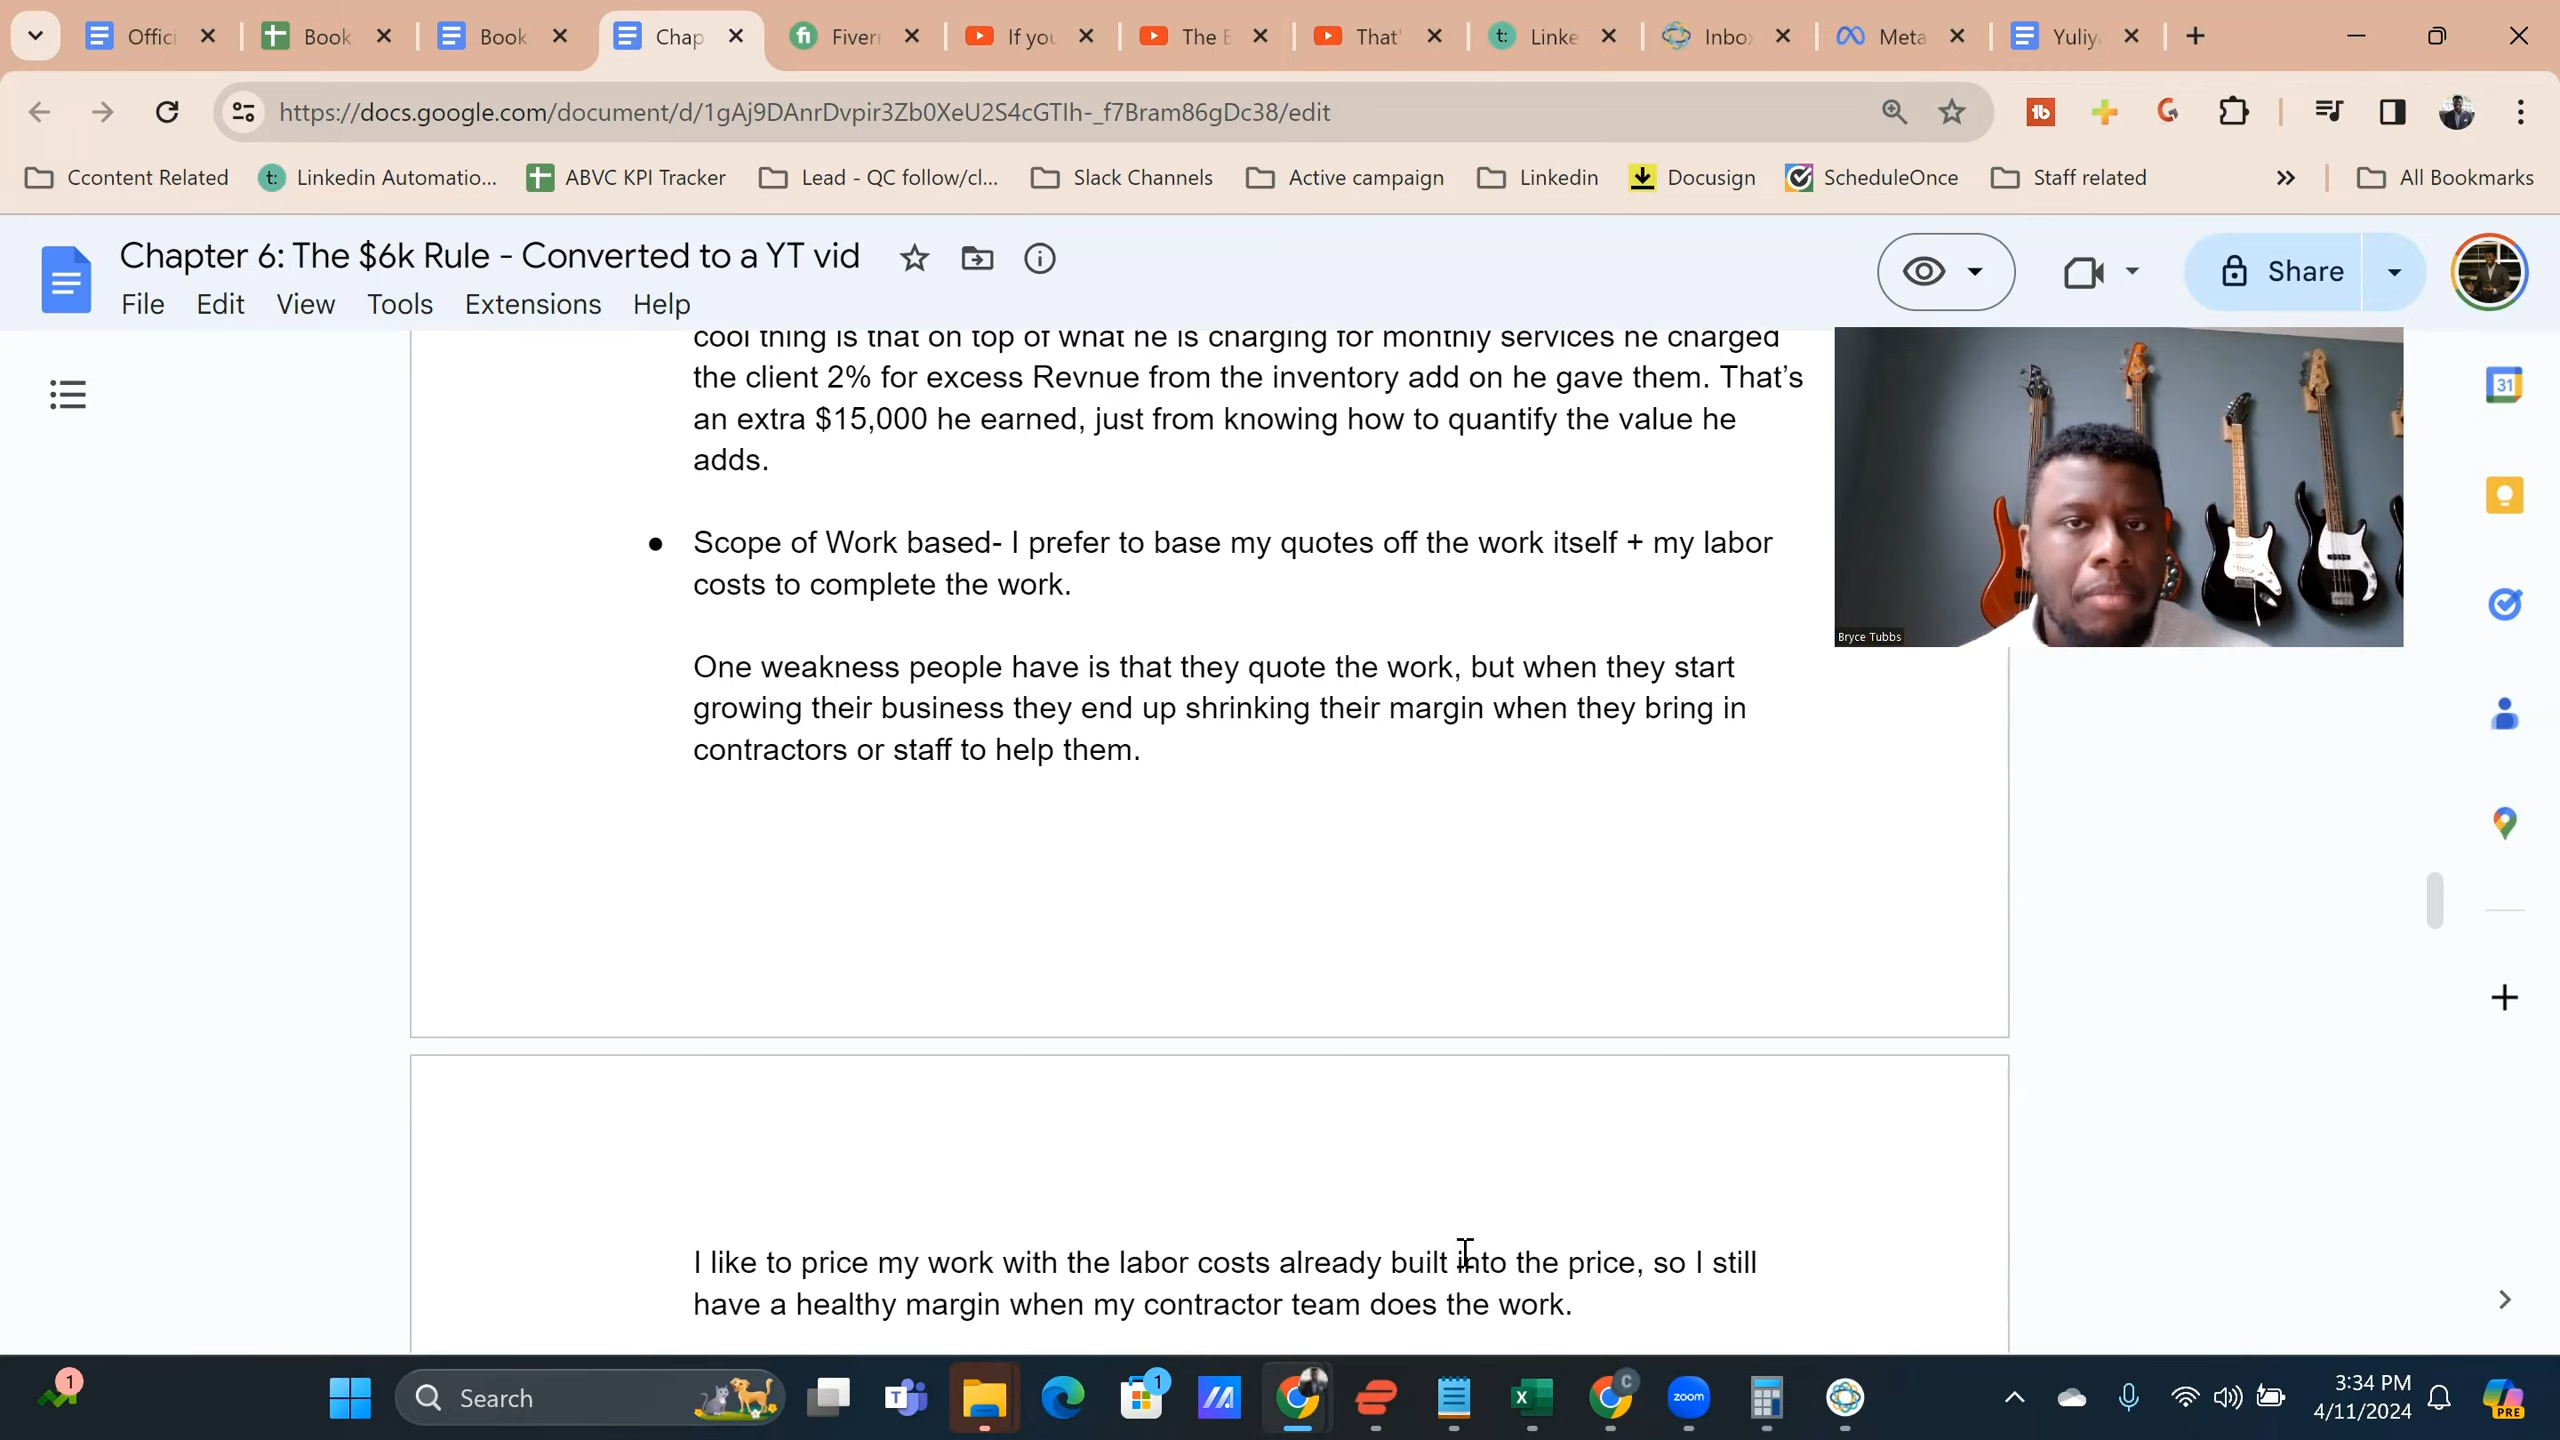 Offici
Book
Book
Chap
Fiverr
If you
The E
That'
Linke
Inbo
Meta
Yuliy
https://docs.google.com/document/d/1gAj9DAnrDvpir3Zb0XeU2S4cGTIh-_f7Bram86gDc38/edit
Ccontent Related
Linkedin Automatio...
ABVC KPI Tracker
Lead - QC follow/cl...
Slack Channels
Active campaign
Linkedin
Docusign
ScheduleOnce
Staff related
All Bookmarks
Chapter 6: The $6k Rule - Converted to a YT vid
File Edit View Tools Extensions Help
Share
cool thing is that on top of what he is charging for monthly services he charged
the client 2% for excess Revnue from the inventory add on he gave them. That’s
an extra $15,000 he earned, just from knowing how to quantify the value he
adds.
● Scope of Work based- I prefer to base my quotes off the work itself + my labor
costs to complete the work.
One weakness people have is that they quote the work, but when they start
growing their business they end up shrinking their margin when they bring in
contractors or staff to help them.
I like to price my work with the labor costs already built into the price, so I still
have a healthy margin when my contractor team does the work.
Bryce Tubbs
31
1
Search
1
C
zoom
3:34 PM
4/11/2024
PRE